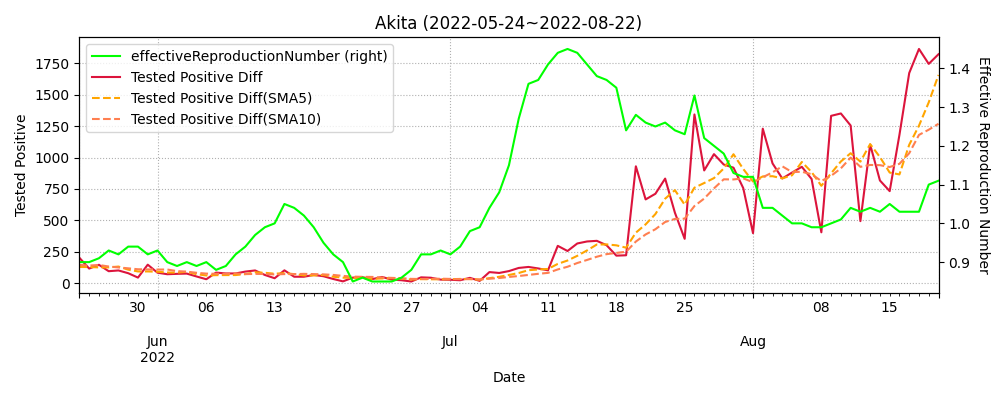 Akita (2022-05-24~2022-08-22)
effectiveReproductionNumber (right)
Tested Positive Diff
Tested Positive Diff(SMA5)
Tested Positive Diff(SMA10)
Tested Positive
1750
1500
1250
1000
750
500
250
0
Effective Reproduction Number
1.4
1.3
1.2
1.1
1.0
0.9
30 06 13 20 27 04 11 18 25 08 15
Jun Jul Aug
2022
Date